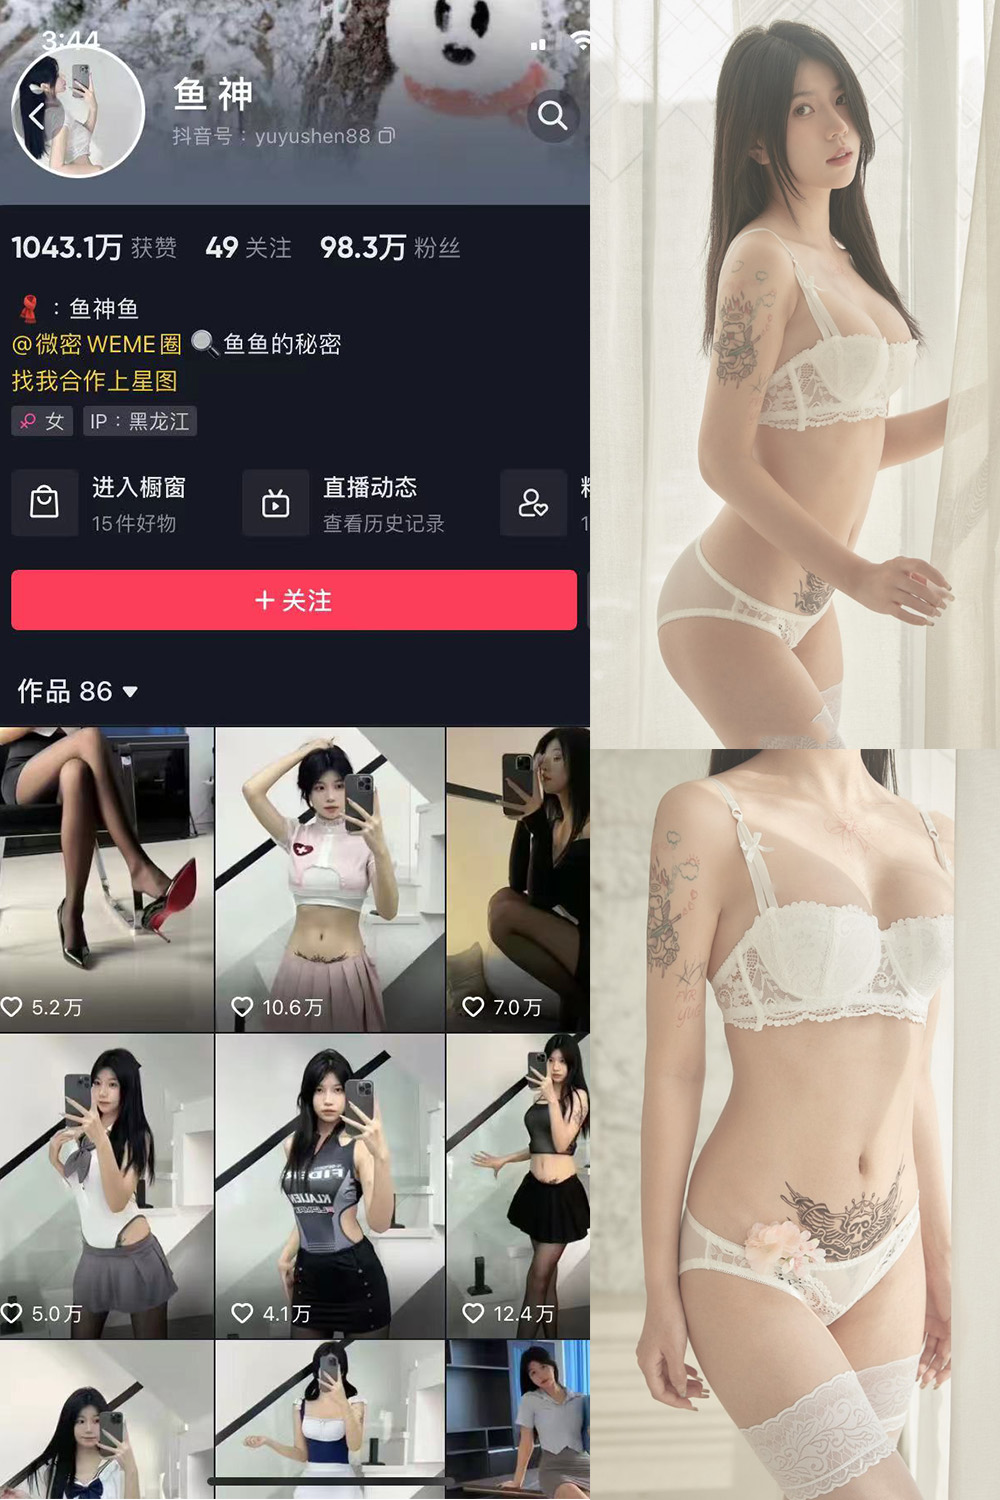 3:44
鱼神
抖音号：yuyushen88
1043.1万 获赞 49 关注 98.3万 粉丝
：鱼神鱼
@微密 WEME圈 🔍鱼鱼的秘密
找我合作上星图
女 IP：黑龙江
进入橱窗
15件好物
直播动态
查看历史记录
+ 关注
作品 86
5.2万
10.6万
7.0万
5.0万
4.1万
12.4万